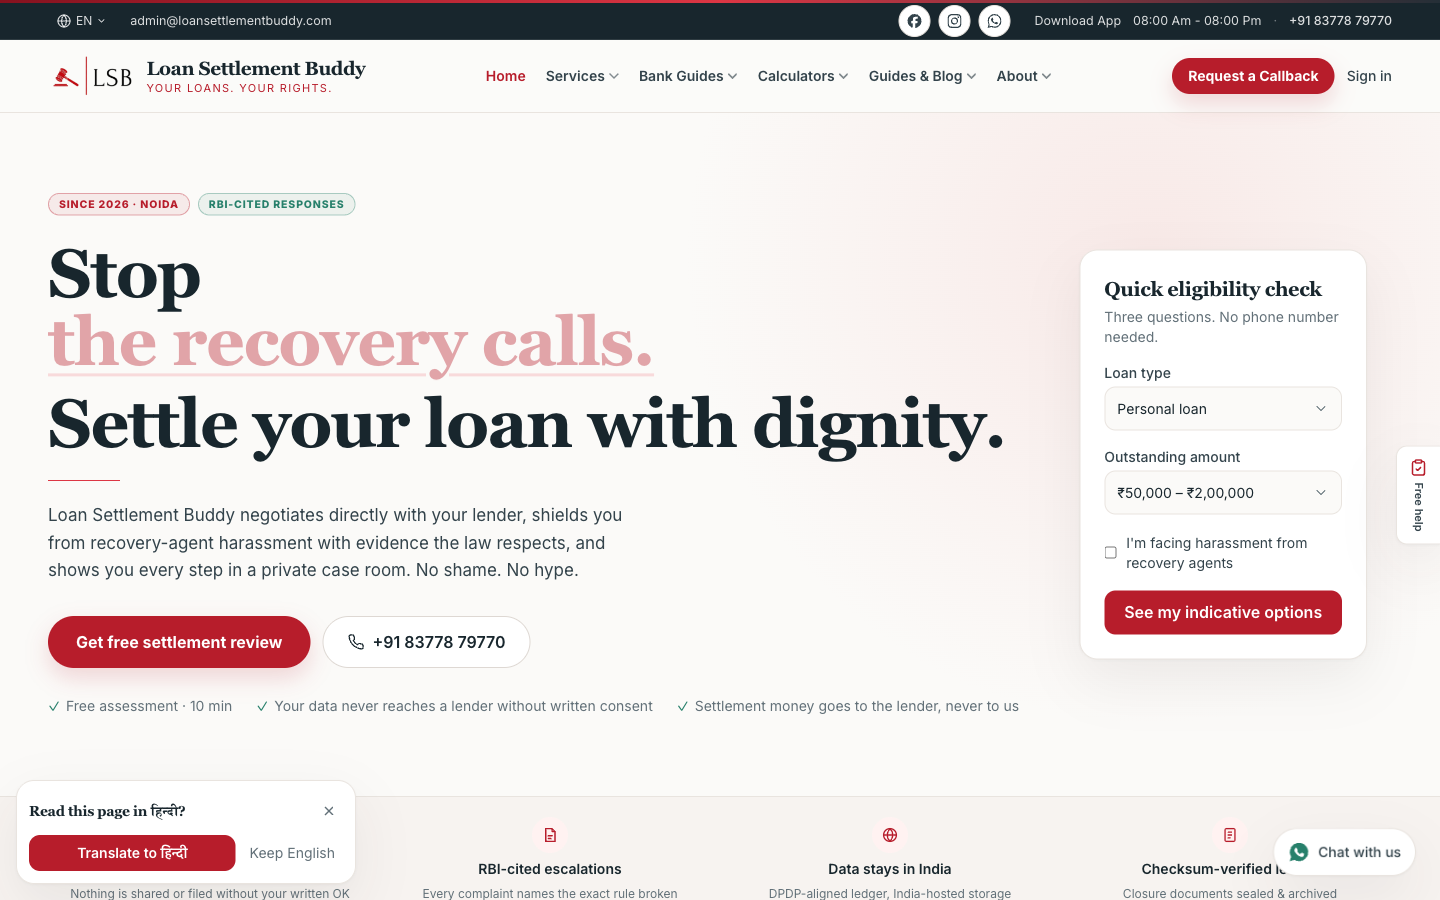 EN
admin@loansettlementbuddy.com
Download App 08:00 Am - 08:00 Pm · +91 83778 79770
LSB
Loan Settlement Buddy
YOUR LOANS. YOUR RIGHTS.
Home Services Bank Guides Calculators Guides & Blog About
Request a Callback
Sign in
SINCE 2026 · NOIDA
RBI-CITED RESPONSES
Stop
the recovery calls.
Settle your loan with dignity.
Loan Settlement Buddy negotiates directly with your lender, shields you
from recovery-agent harassment with evidence the law respects, and
shows you every step in a private case room. No shame. No hype.
Get free settlement review
+91 83778 79770
Free assessment · 10 min
Your data never reaches a lender without written consent
Settlement money goes to the lender, never to us
Quick eligibility check
Three questions. No phone number
needed.
Loan type
Personal loan
Outstanding amount
₹50,000 – ₹2,00,000
I'm facing harassment from
recovery agents
See my indicative options
Free help
Read this page in हिन्दी?
Translate to हिन्दी
Keep English
Nothing is shared or filed without your written OK
RBI-cited escalations
Every complaint names the exact rule broken
Data stays in India
DPDP-aligned ledger, India-hosted storage
Checksum-verified
Closure documents sealed & archived
Chat with us